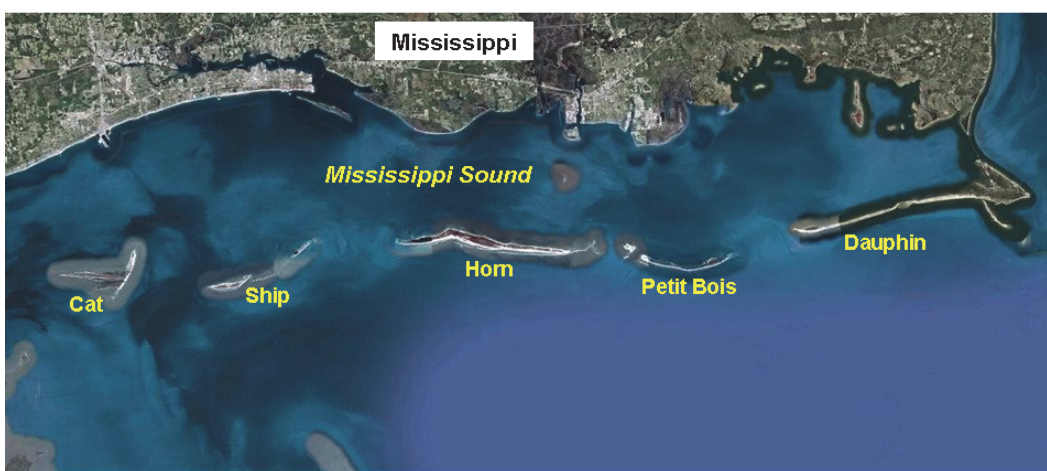 Mississippi
Mississippi Sound
Dauphin
Horn
Petit Bois
Cat
Ship